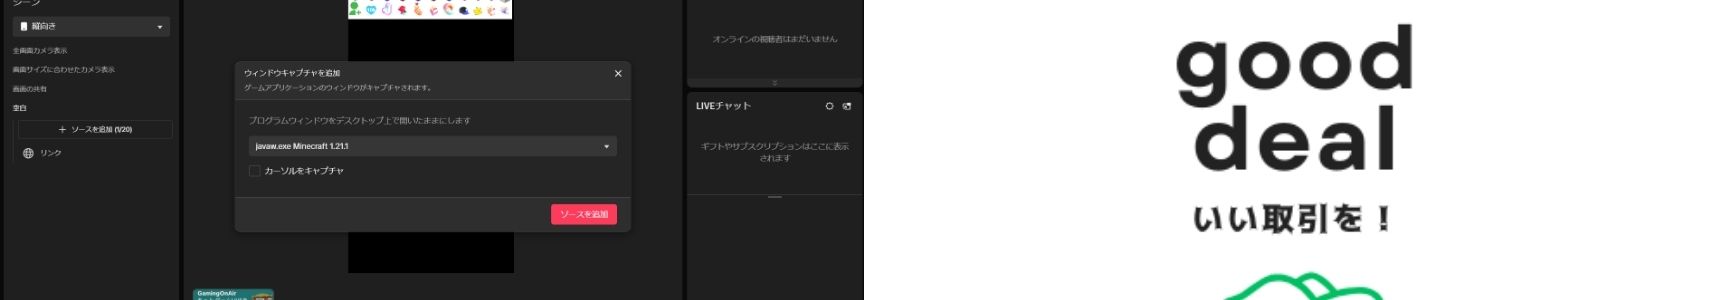 シーン
縦向き
全画面カメラ表示
画面サイズに合わせたカメラ表示
画面の共有
空白
＋ ソースを追加 (1/20)
リンク
ウィンドウキャプチャを追加
ゲームアプリケーションのウィンドウがキャプチャされます。
プログラムウィンドウをデスクトップ上で開いたままにします
javaw.exe Minecraft 1.21.1
カーソルをキャプチャ
ソースを追加
GamingOnAir
オンラインの視聴者はまだいません
LIVEチャット
ギフトやサブスクリプションはここに表示
されます
good
deal
いい取引を！